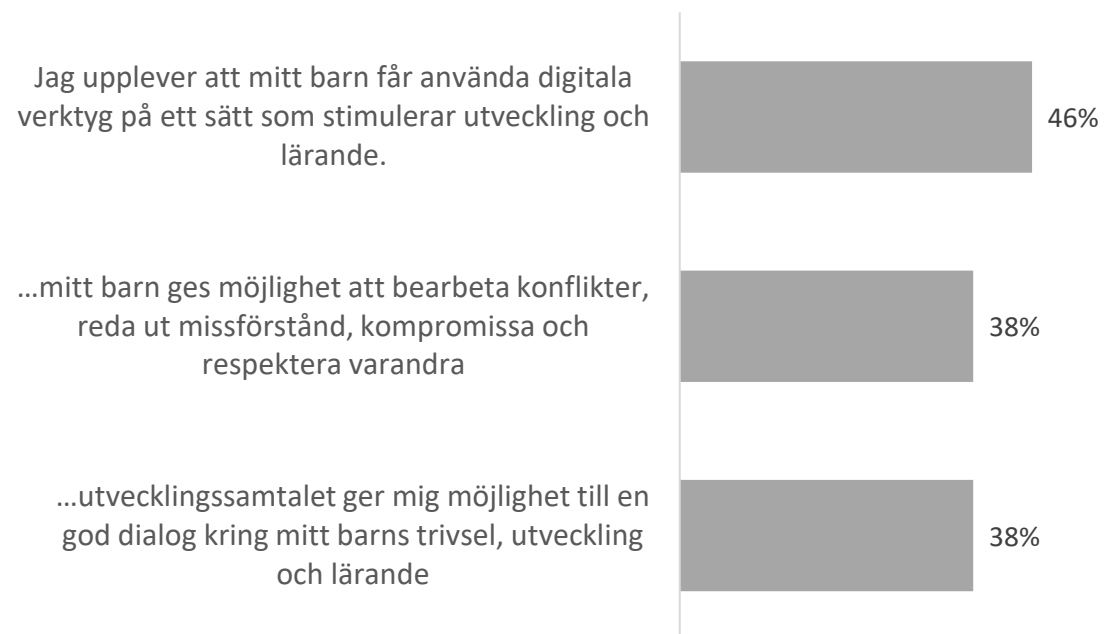 Jag upplever att mitt barn får använda digitala
verktyg på ett sätt som stimulerar utveckling och
lärande.
46%
...mitt barn ges möjlighet att bearbeta konflikter,
reda ut missförstånd, kompromissa och
respektera varandra
38%
...utvecklingssamtalet ger mig möjlighet till en
god dialog kring mitt barns trivsel, utveckling
och lärande
38%